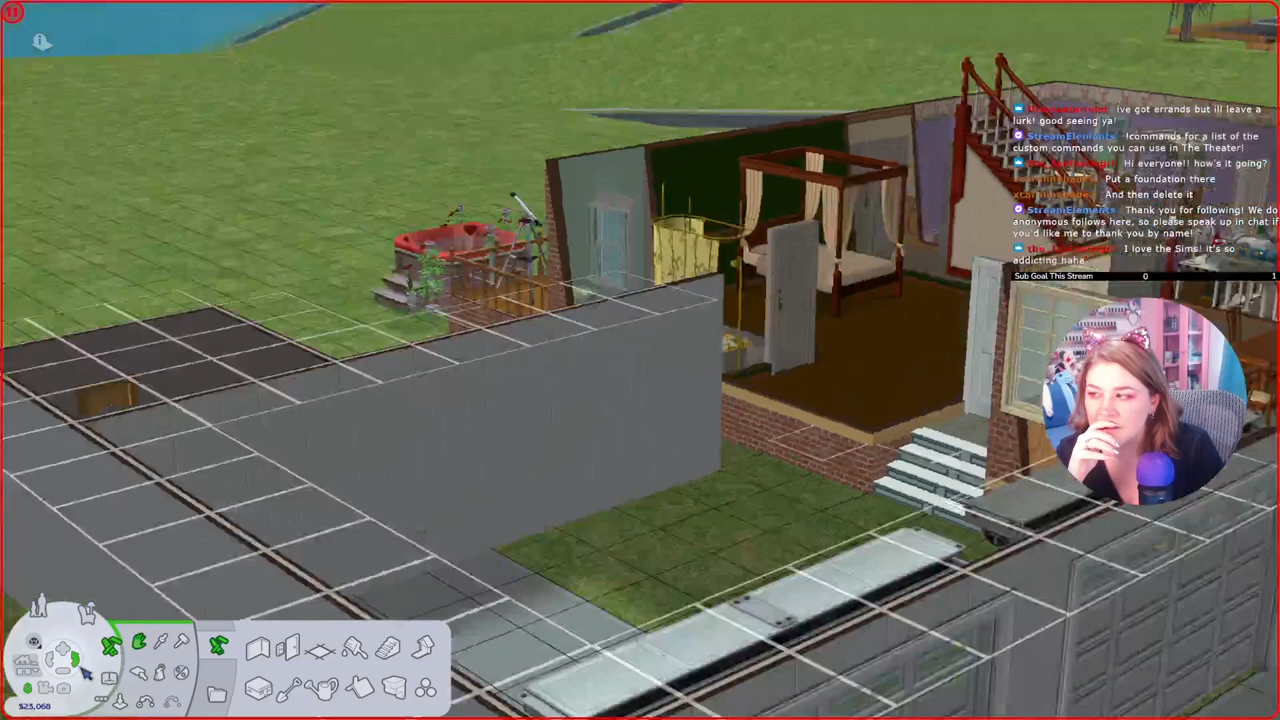 ive got errands but ill leave a
lurk! good seeing ya!
StreamElements !commands for a list of the
custom commands you can use in The Theater!
Hi everyone!! how's it going?
Put a foundation there
And then delete it
StreamElements Thank you for following! We do
anonymous follows here, so please speak up in chat if
you'd like me to thank you by name!
I love the Sims! it's so
addicting haha
Sub Goal This Stream 0 1
$23,068